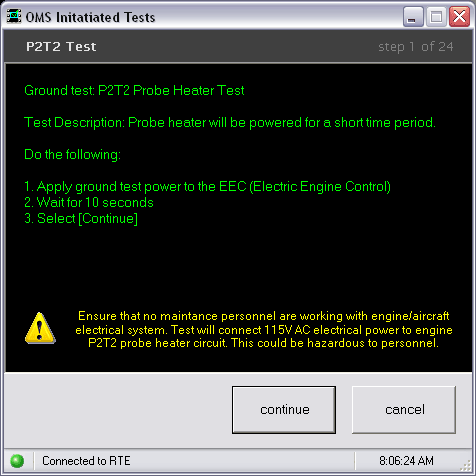 OMS Initatiated Tests
P2T2 Test
step 1 of 24
Ground test: P2T2 Probe Heater Test
Test Description: Probe heater will be powered for a short time period.
Do the following:
1. Apply ground test power to the EEC (Electric Engine Control)
2. Wait for 10 seconds
3. Select [Continue]
Ensure that no maintance personnel are working with engine/aircraft
electrical system. Test will connect 115V AC electrical power to engine
P2T2 probe heater circuit. This could be hazardous to personnel.
continue
cancel
Connected to RTE
8:06:24 AM